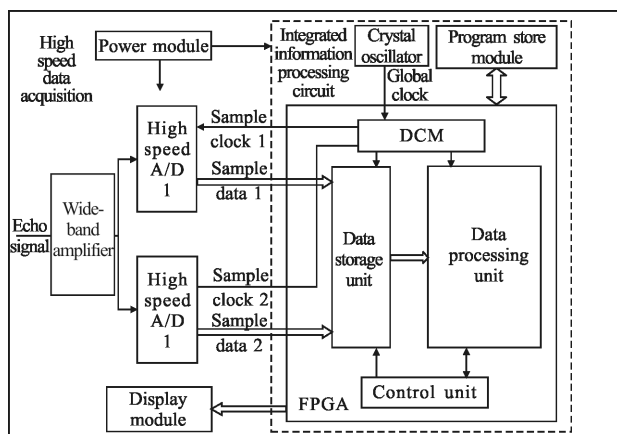 High
speed data
acquisition
Power module
Integrated
information
processing
circuit
Crystal
oscillator
Program store
module
Global
clock
High
speed
A/D
1
Sample
clock 1
Sample
data 1
DCM
Echo
signal
Wide-
band
amplifier
Data
storage
unit
Data
processing
unit
High
speed
A/D
1
Sample
clock 2
Sample
data 2
Control unit
Display
module
FPGA